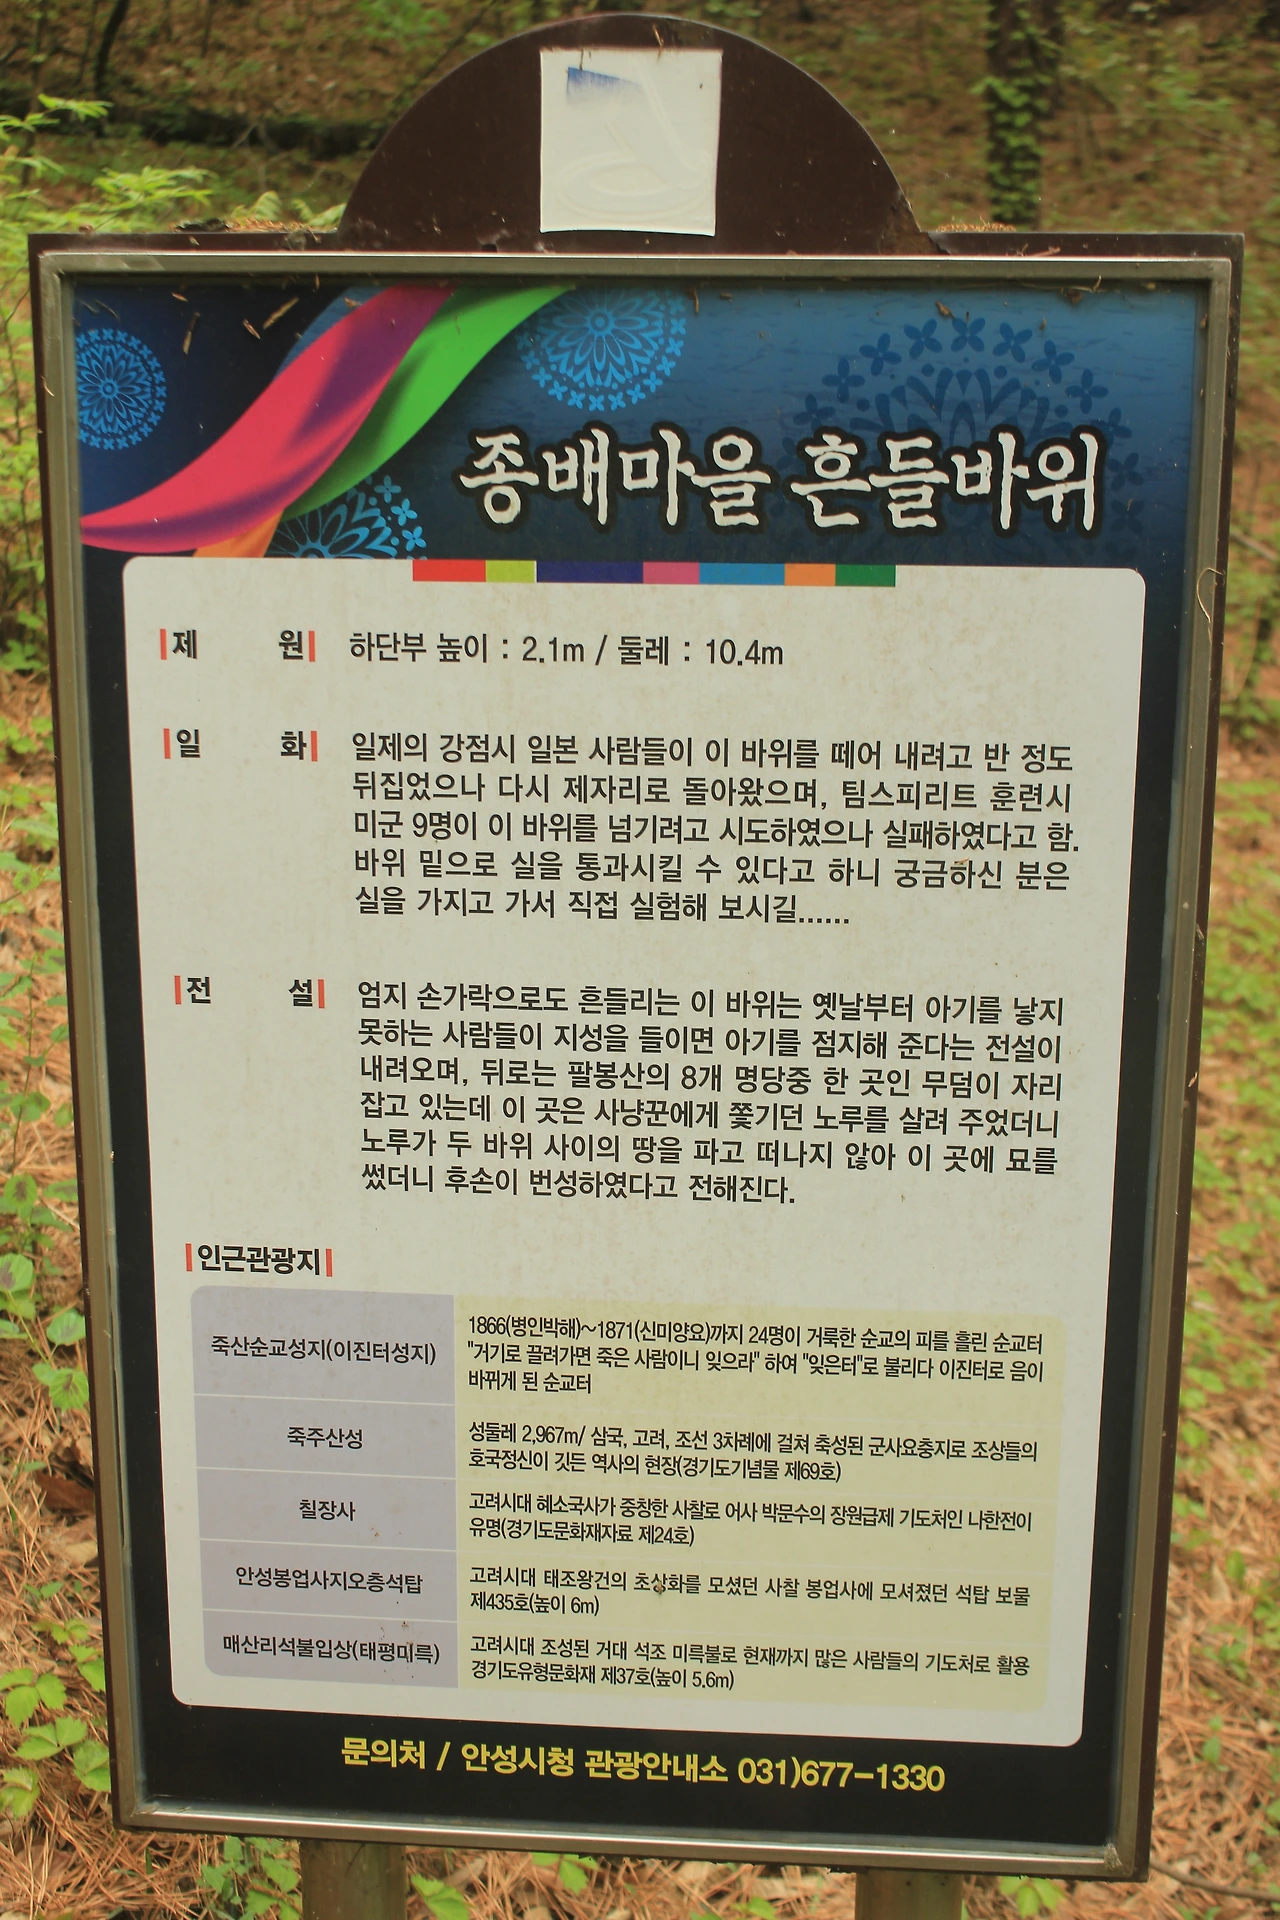 종배마을 흔들바위
제 원 하단부 높이 : 2.1m / 둘레 : 10.4m
일 화 일제의 강점시 일본 사람들이 이 바위를 떼어 내려고 반 정도
뒤집었으나 다시 제자리로 돌아왔으며, 팀스피리트 훈련시
미군 9명이 이 바위를 넘기려고 시도하였으나 실패하였다고 함.
바위 밑으로 실을 통과시킬 수 있다고 하니 궁금하신 분은
실을 가지고 가서 직접 실험해 보시길......
전 설 엄지 손가락으로도 흔들리는 이 바위는 옛날부터 아기를 낳지
못하는 사람들이 지성을 들이면 아기를 점지해 준다는 전설이
내려오며, 뒤로는 팔봉산의 8개 명당중 한 곳인 무덤이 자리
잡고 있는데 이 곳은 사냥꾼에게 쫓기던 노루를 살려 주었더니
노루가 두 바위 사이의 땅을 파고 떠나지 않아 이 곳에 묘를
썼더니 후손이 번성하였다고 전해진다.
인근관광지
죽산순교성지(이진터성지)
1866(병인박해)~1871(신미양요)까지 24명이 거룩한 순교의 피를 흘린 순교터
"거기로 끌려가면 죽은 사람이니 잊으라" 하여 "잊은터"로 불리다 이진터로 음이
바뀌게 된 순교터
죽주산성
성둘레 2,967m/ 삼국, 고려, 조선 3차례에 걸쳐 축성된 군사요충지로 조상들의
호국정신이 깃든 역사의 현장(경기도기념물 제69호)
칠장사
고려시대 혜소국사가 중창한 사찰로 어사 박문수의 장원급제 기도처인 나한전이
유명(경기도문화재자료 제24호)
안성봉업사지오층석탑
고려시대 태조왕건의 초상화를 모셨던 사찰 봉업사에 모셔졌던 석탑 보물
제435호(높이 6m)
매산리석불입상(태평미륵)
고려시대 조성된 거대 석조 미륵불로 현재까지 많은 사람들의 기도처로 활용
경기도유형문화재 제37호(높이 5.6m)
문의처 / 안성시청 관광안내소 031)677-1330